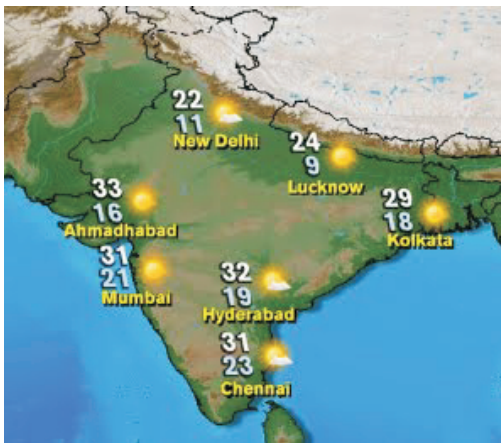 22
11
New Delhi
24
9
Lucknow
33
16
Ahmadhabad
29
18
Kolkata
31
21
Mumbai
32
19
Hyderabad
31
23
Chennai